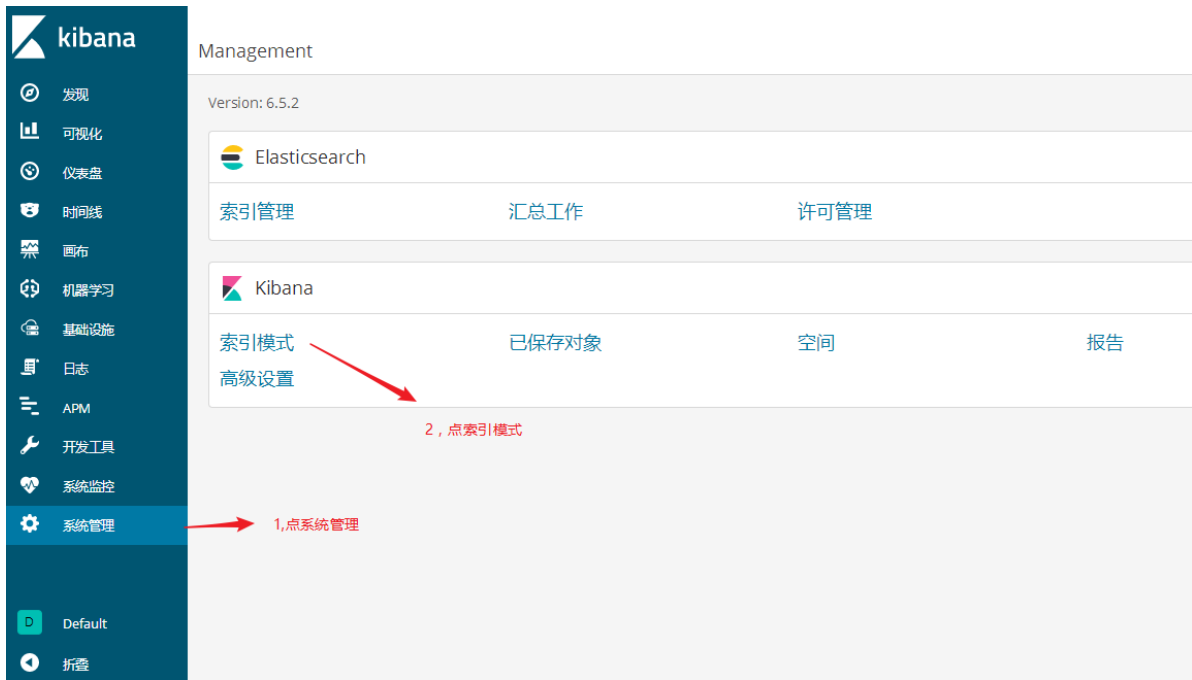 kibana
Management
发现
Version: 6.5.2
可视化
Elasticsearch
仪表盘
时间线
索引管理 汇总工作 许可管理
画布
机器学习
Kibana
基础设施
索引模式 已保存对象 空间 报告
日志
高级设置
APM
2，点索引模式
开发工具
系统监控
系统管理
1,点系统管理
D Default
折叠